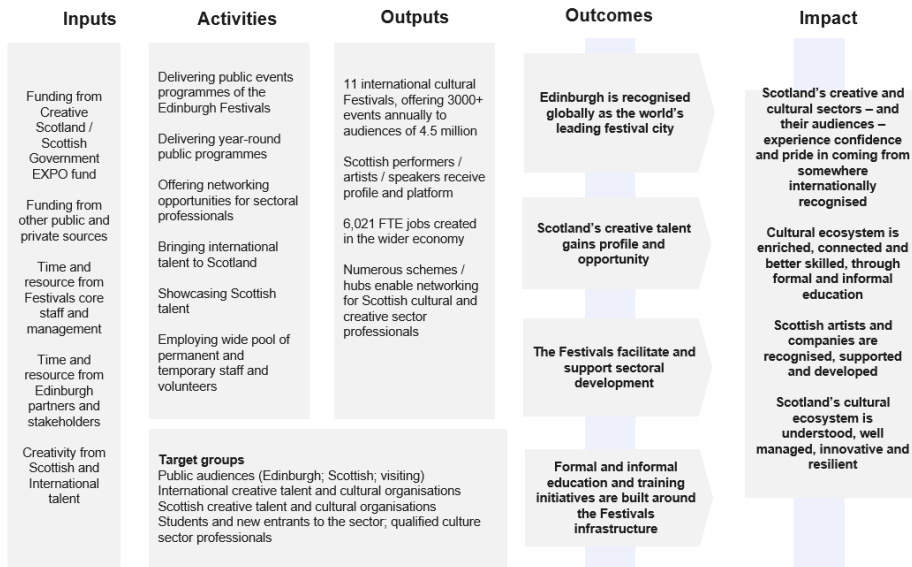 Inputs
Activities
Outputs
Outcomes
Impact
Funding from
Creative
Scotland /
Scottish
Government
EXPO fund
Funding from
other public and
private sources
Time and
resource from
Festivals core
staff and
management
Time and
resource from
Edinburgh
partners and
stakeholders
Creativity from
Scottish and
International
talent
Delivering public events
programmes of the
Edinburgh Festivals
Delivering year-round
public programmes
Offering networking
opportunities for sectoral
professionals
Bringing international
talent to Scotland
Showcasing Scottish
talent
Employing wide pool of
permanent and
temporary staff and
volunteers
11 international cultural
Festivals, offering 3000+
events annually to
audiences of 4.5 million
Scottish performers /
artists / speakers receive
profile and platform
6,021 FTE jobs created
in the wider economy
Numerous schemes /
hubs enable networking
for Scottish cultural and
creative sector
professionals
Target groups
Public audiences (Edinburgh; Scottish; visiting)
International creative talent and cultural organisations
Scottish creative talent and cultural organisations
Students and new entrants to the sector; qualified culture
sector professionals
Edinburgh is recognised
globally as the world's
leading festival city
Scotland's creative talent
gains profile and
opportunity
The Festivals facilitate and
support sectoral
development
Formal and informal
education and training
initiatives are built around
the Festivals
infrastructure
Scotland's creative and
cultural sectors – and
their audiences –
experience confidence
and pride in coming from
somewhere
internationally
recognised
Cultural ecosystem is
enriched, connected and
better skilled, through
formal and informal
education
Scottish artists and
companies are
recognised, supported
and developed
Scotland's cultural
ecosystem is
understood, well
managed, innovative and
resilient